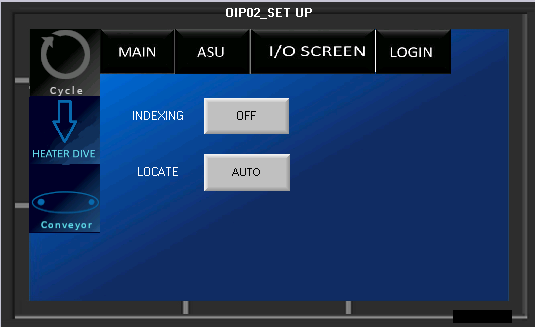 OIP02_SET UP
MAIN
ASU
I/O SCREEN
LOGIN
Cycle
INDEXING
OFF
HEATER DIVE
LOCATE
AUTO
Conveyor